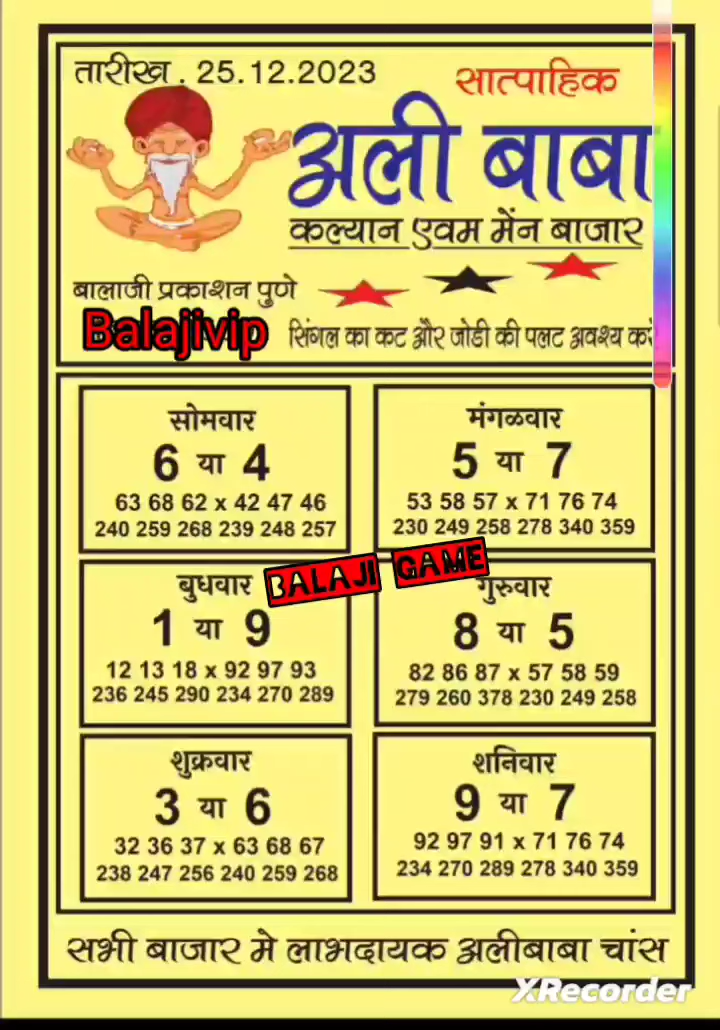 तारीख . 25.12.2023
सात्पाहिक
अली बाबा
कल्यान एवम मेंन बाजार
बालाजी प्रकाशन पुणे
Balajivip
सिंगल का कट और जोडी की पलट अवश्य करें
सोमवार
6 या 4
63 68 62 x 42 47 46
240 259 268 239 248 257
मंगळवार
5 या 7
53 58 57 x 71 76 74
230 249 258 278 340 359
BALAJI GAME
बुधवार
1 या 9
12 13 18 x 92 97 93
236 245 290 234 270 289
गुरुवार
8 या 5
82 86 87 x 57 58 59
279 260 378 230 249 258
शुक्रवार
3 या 6
32 36 37 x 63 68 67
238 247 256 240 259 268
शनिवार
9 या 7
92 97 91 x 71 76 74
234 270 289 278 340 359
सभी बाजार मे लाभदायक अलीबाबा चांस
XRecorder